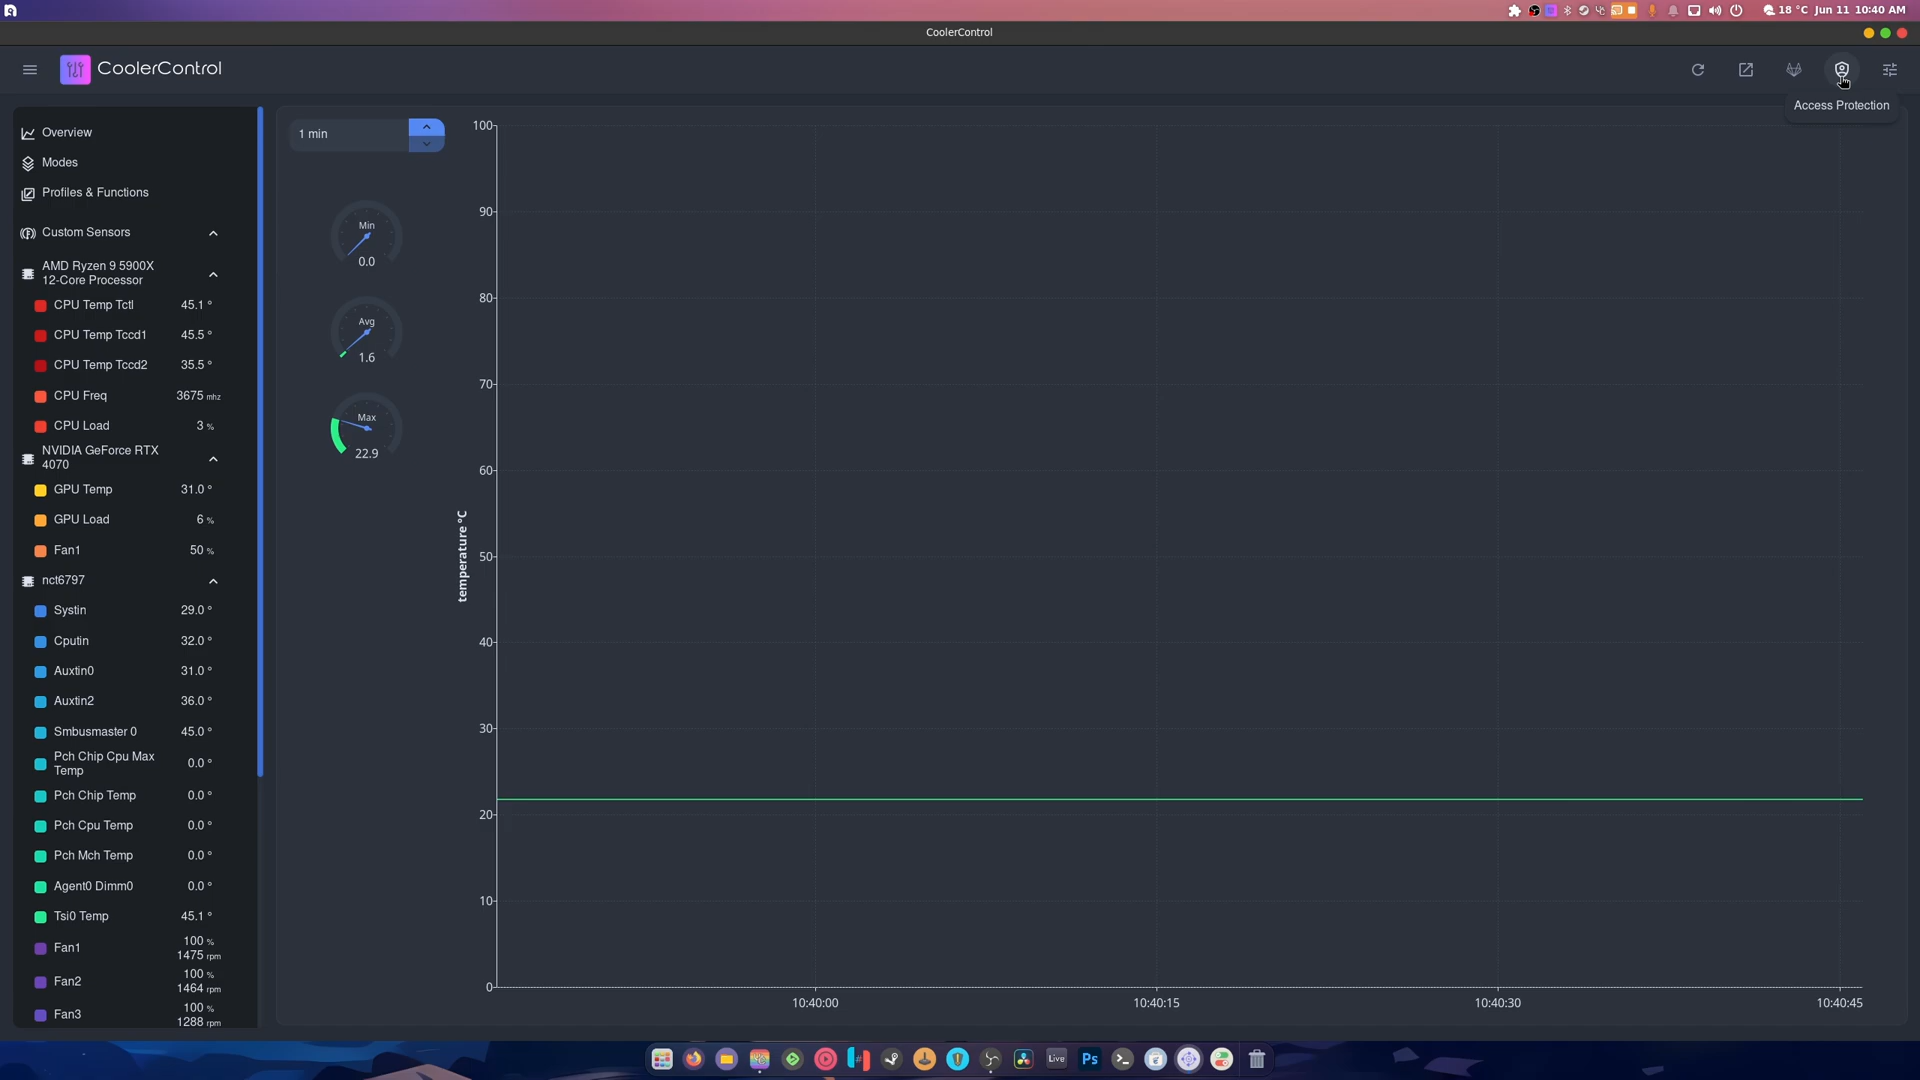 18 °C Jun 11 10:40 AM
CoolerControl
CoolerControl
Access Protection
Overview
Modes
Profiles & Functions
Custom Sensors
AMD Ryzen 9 5900X
12-Core Processor
CPU Temp Tctl 45.1 °
CPU Temp Tccd1 45.5 °
CPU Temp Tccd2 35.5 °
CPU Freq 3675 mhz
CPU Load 3 %
NVIDIA GeForce RTX
4070
GPU Temp 31.0 °
GPU Load 6 %
Fan1 50 %
nct6797
Systin 29.0 °
Cputin 32.0 °
Auxtin0 31.0 °
Auxtin2 36.0 °
Smbusmaster 0 45.0 °
Pch Chip Cpu Max
Temp 0.0 °
Pch Chip Temp 0.0 °
Pch Cpu Temp 0.0 °
Pch Mch Temp 0.0 °
Agent0 Dimm0 0.0 °
Tsi0 Temp 45.1 °
Fan1 100 %
1475 rpm
Fan2 100 %
1464 rpm
Fan3 100 %
1288 rpm
1 min
Min
0.0
Avg
1.6
Max
22.9
temperature °C
100
90
80
70
60
50
40
30
20
10
0
10:40:00 10:40:15 10:40:30 10:40:45
Live
Ps